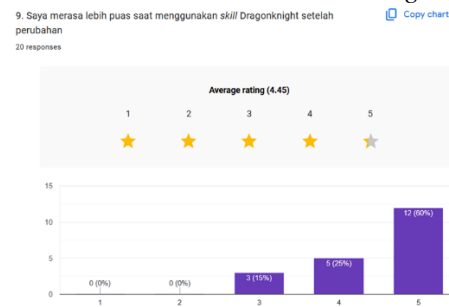 9. Saya merasa lebih puas saat menggunakan skill Dragonknight setelah
perubahan
Copy chart
20 responses
Average rating (4.45)
1 2 3 4 5
15
10
5
0
0 (0%) 0 (0%) 3 (15%) 5 (25%) 12 (60%)
1 2 3 4 5